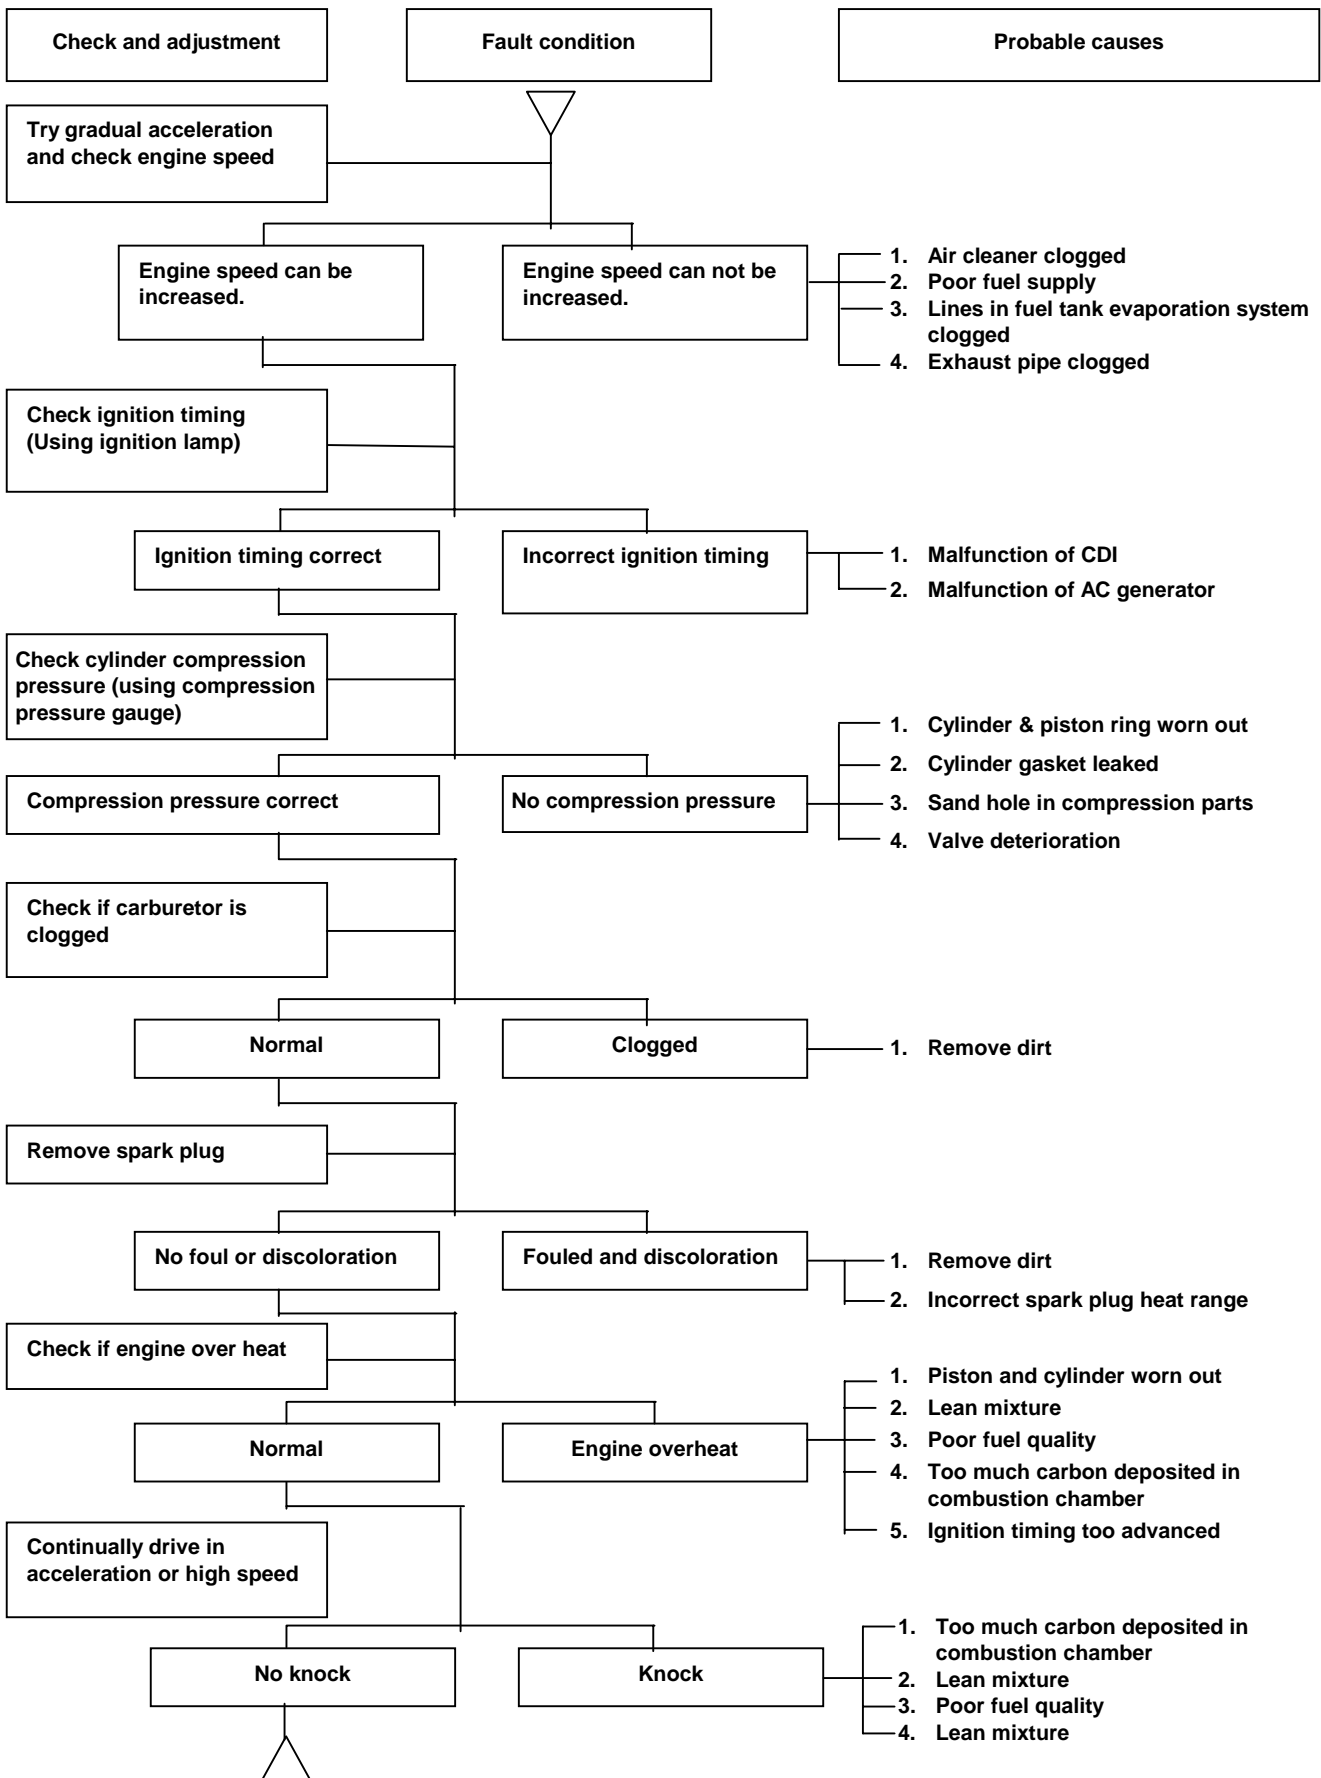 Check and adjustment
Fault condition
Probable causes
Try gradual acceleration
and check engine speed
Engine speed can be
increased.
Engine speed can not be
increased.
1. Air cleaner clogged
2. Poor fuel supply
3. Lines in fuel tank evaporation system
clogged
4. Exhaust pipe clogged
Check ignition timing
(Using ignition lamp)
Ignition timing correct
Incorrect ignition timing
1. Malfunction of CDI
2. Malfunction of AC generator
Check cylinder compression
pressure (using compression
pressure gauge)
Compression pressure correct
No compression pressure
1. Cylinder & piston ring worn out
2. Cylinder gasket leaked
3. Sand hole in compression parts
4. Valve deterioration
Check if carburetor is
clogged
Normal
Clogged
1. Remove dirt
Remove spark plug
No foul or discoloration
Fouled and discoloration
1. Remove dirt
2. Incorrect spark plug heat range
Check if engine over heat
Normal
Engine overheat
1. Piston and cylinder worn out
2. Lean mixture
3. Poor fuel quality
4. Too much carbon deposited in
combustion chamber
5. Ignition timing too advanced
Continually drive in
acceleration or high speed
No knock
Knock
1. Too much carbon deposited in
combustion chamber
2. Lean mixture
3. Poor fuel quality
4. Lean mixture